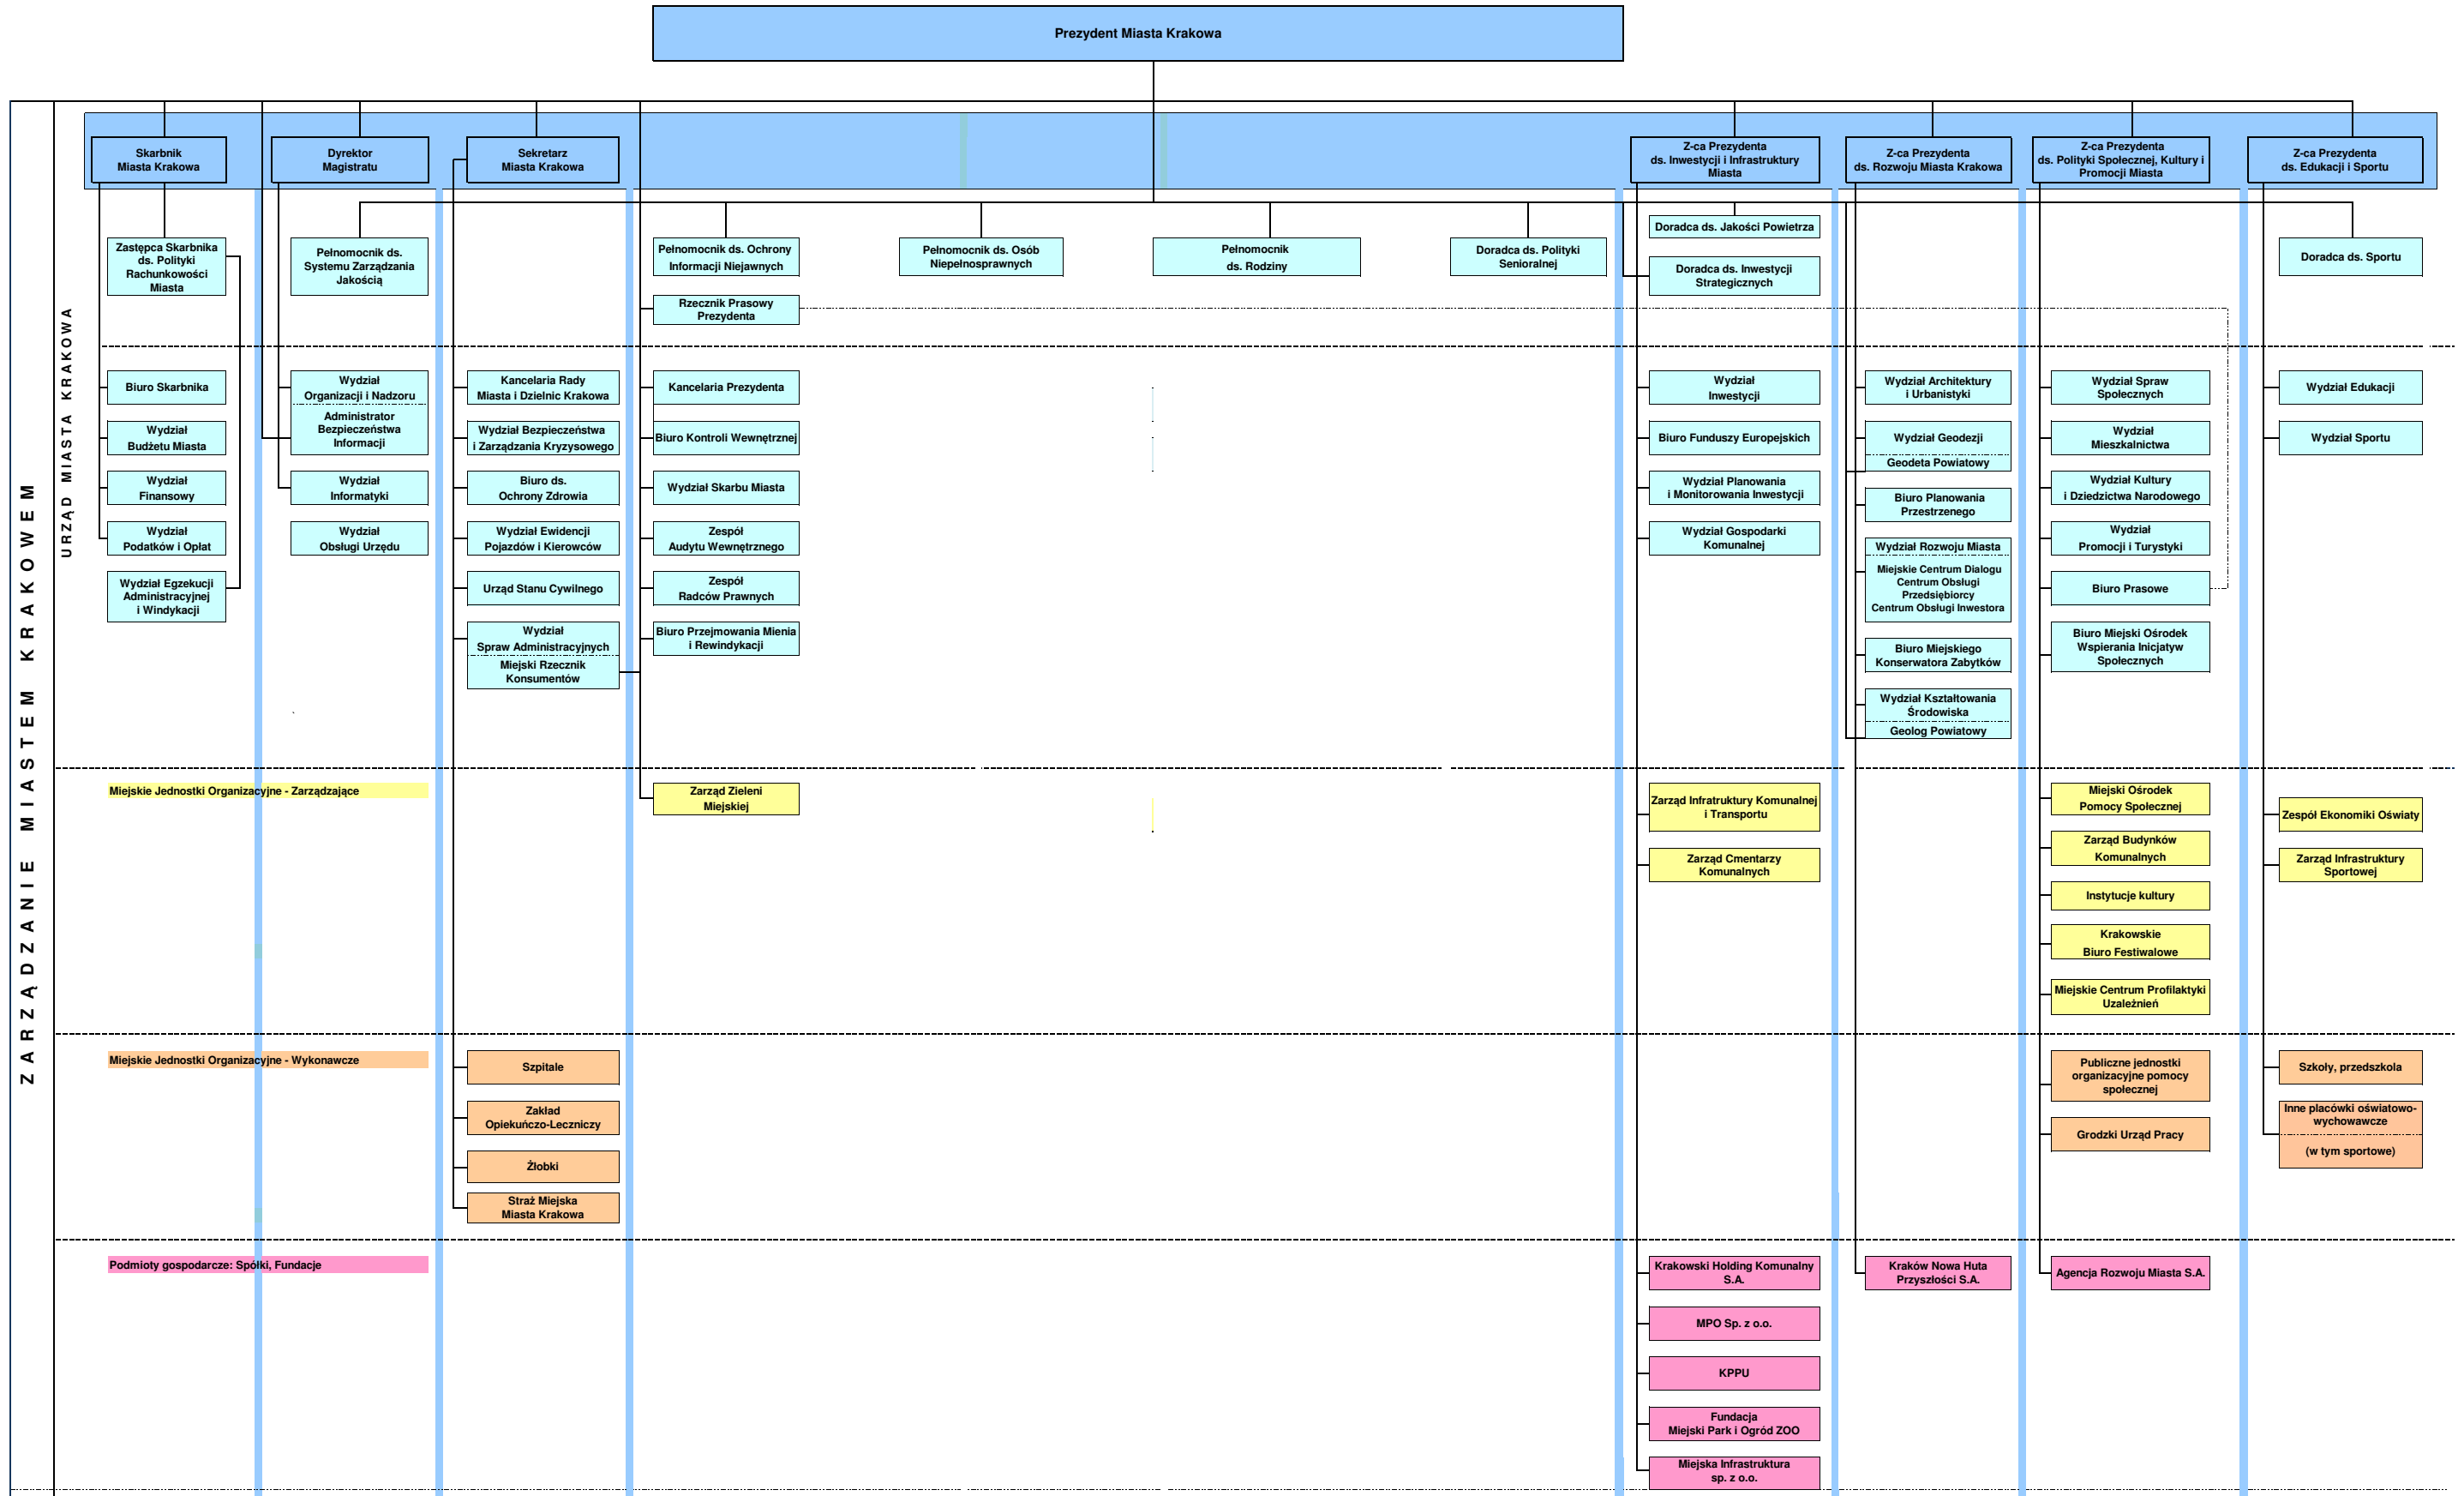 Prezydent Miasta Krakowa
ZARZĄDZANIE MIASTEM KRAKOWEM
URZĄD MIASTA KRAKOWA
Skarbnik
Miasta Krakowa
Dyrektor
Magistratu
Sekretarz
Miasta Krakowa
Z-ca Prezydenta
ds. Inwestycji i Infrastruktury
Miasta
Z-ca Prezydenta
ds. Rozwoju Miasta Krakowa
Z-ca Prezydenta
ds. Polityki Społecznej, Kultury i
Promocji Miasta
Z-ca Prezydenta
ds. Edukacji i Sportu
Zastępca Skarbnika
ds. Polityki
Rachunkowości
Miasta
Pełnomocnik ds.
Systemu Zarządzania
Jakością
Pełnomocnik ds. Ochrony
Informacji Niejawnych
Pełnomocnik ds. Osób
Niepełnosprawnych
Pełnomocnik
ds. Rodziny
Doradca ds. Polityki
Senioralnej
Doradca ds. Jakości Powietrza
Doradca ds. Inwestycji
Strategicznych
Doradca ds. Sportu
Rzecznik Prasowy
Prezydenta
Biuro Skarbnika
Wydział
Budżetu Miasta
Wydział
Finansowy
Wydział
Podatków i Opłat
Wydział Egzekucji
Administracyjnej
i Windykacji
Wydział
Organizacji i Nadzoru
Administrator
Bezpieczeństwa
Informacji
Wydział
Informatyki
Wydział
Obsługi Urzędu
Kancelaria Rady
Miasta i Dzielnic Krakowa
Wydział Bezpieczeństwa
i Zarządzania Kryzysowego
Biuro ds.
Ochrony Zdrowia
Wydział Ewidencji
Pojazdów i Kierowców
Urząd Stanu Cywilnego
Wydział
Spraw Administracyjnych
Miejski Rzecznik
Konsumentów
Kancelaria Prezydenta
Biuro Kontroli Wewnętrznej
Wydział Skarbu Miasta
Zespół
Audytu Wewnętrznego
Zespół
Radców Prawnych
Biuro Przejmowania Mienia
i Rewindykacji
Wydział
Inwestycji
Biuro Funduszy Europejskich
Wydział Planowania
i Monitorowania Inwestycji
Wydział Gospodarki
Komunalnej
Wydział Architektury
i Urbanistyki
Wydział Geodezji
Geodeta Powiatowy
Biuro Planowania
Przestrzenego
Wydział Rozwoju Miasta
Miejskie Centrum Dialogu
Centrum Obsługi
Przedsiębiorcy
Centrum Obsługi Inwestora
Biuro Miejskiego
Konserwatora Zabytków
Wydział Kształtowania
Środowiska
Geolog Powiatowy
Wydział Spraw
Społecznych
Wydział
Mieszkalnictwa
Wydział Kultury
i Dziedzictwa Narodowego
Wydział
Promocji i Turystyki
Biuro Prasowe
Biuro Miejski Ośrodek
Wspierania Inicjatyw
Społecznych
Wydział Edukacji
Wydział Sportu
Miejskie Jednostki Organizacyjne - Zarządzające
Zarząd Zieleni
Miejskiej
Zarząd Infratruktury Komunalnej
i Transportu
Zarząd Cmentarzy
Komunalnych
Miejski Ośrodek
Pomocy Społecznej
Zarząd Budynków
Komunalnych
Instytucje kultury
Krakowskie
Biuro Festiwalowe
Miejskie Centrum Profilaktyki
Uzależnień
Zespół Ekonomiki Oświaty
Zarząd Infrastruktury
Sportowej
Miejskie Jednostki Organizacyjne - Wykonawcze
Szpitale
Zakład
Opiekuńczo-Leczniczy
Żłobki
Straż Miejska
Miasta Krakowa
Publiczne jednostki
organizacyjne pomocy
społecznej
Grodzki Urząd Pracy
Szkoły, przedszkola
Inne placówki oświatowo-
wychowawcze
(w tym sportowe)
Podmioty gospodarcze: Spółki, Fundacje
Krakowski Holding Komunalny
S.A.
MPO Sp. z o.o.
KPPU
Fundacja
Miejski Park i Ogród ZOO
Miejska Infrastruktura
sp. z o.o.
Kraków Nowa Huta
Przyszłości S.A.
Agencja Rozwoju Miasta S.A.